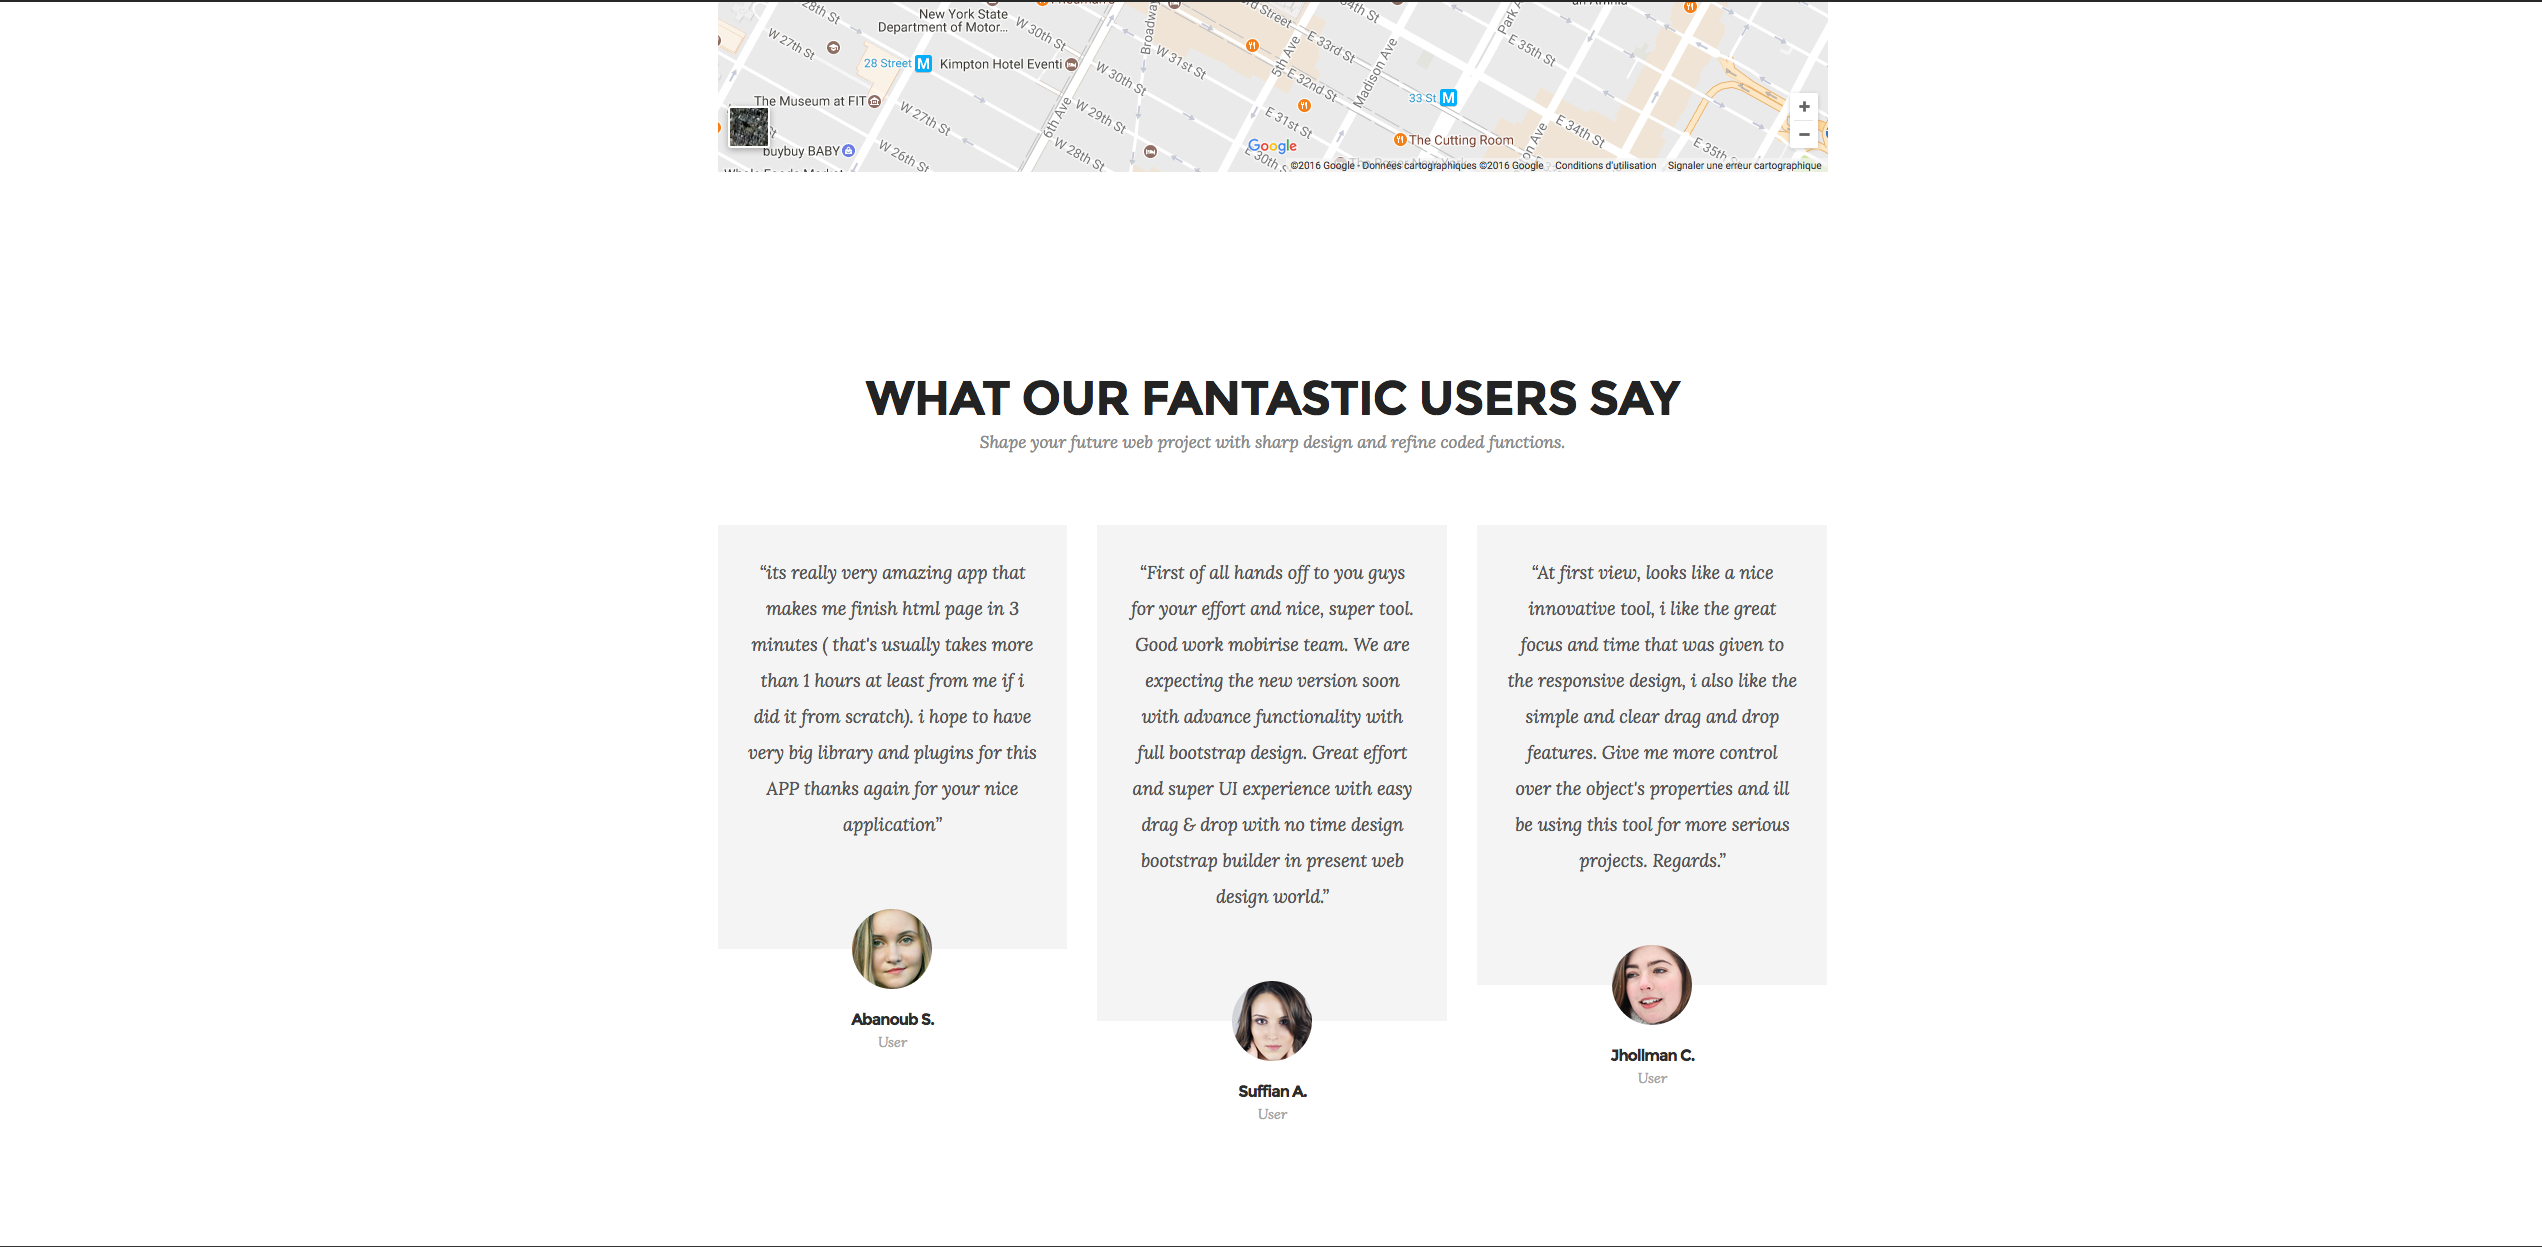 28th St
New York State
Department of Motor...
W 30th St
Broadway
33rd Street
34th St
Park A
W 27th St
28 Street M Kimpton Hotel Eventi
W 31st St
5th Ave
E 33rd St
E 35th St
W 30th St
E 32nd St
Madison Ave
The Museum at FIT
W 27th St
6th Ave
W 29th St
33 St M
+
E 31st St
E 34th St
−
buybuy BABY
W 26th St
W 28th St
Google
The Cutting Room
on Ave
E 35th S
E 30th S
©2016 Google - Données cartographiques ©2016 Google
Conditions d'utilisation
Signaler une erreur cartographique
WHAT OUR FANTASTIC USERS SAY
Shape your future web project with sharp design and refine coded functions.
“its really very amazing app that
makes me finish html page in 3
minutes ( that's usually takes more
than 1 hours at least from me if i
did it from scratch). i hope to have
very big library and plugins for this
APP thanks again for your nice
application”
Abanoub S.
User
“First of all hands off to you guys
for your effort and nice, super tool.
Good work mobirise team. We are
expecting the new version soon
with advance functionality with
full bootstrap design. Great effort
and super UI experience with easy
drag & drop with no time design
bootstrap builder in present web
design world.”
Suffian A.
User
“At first view, looks like a nice
innovative tool, i like the great
focus and time that was given to
the responsive design, i also like the
simple and clear drag and drop
features. Give me more control
over the object's properties and ill
be using this tool for more serious
projects. Regards.”
Jhollman C.
User